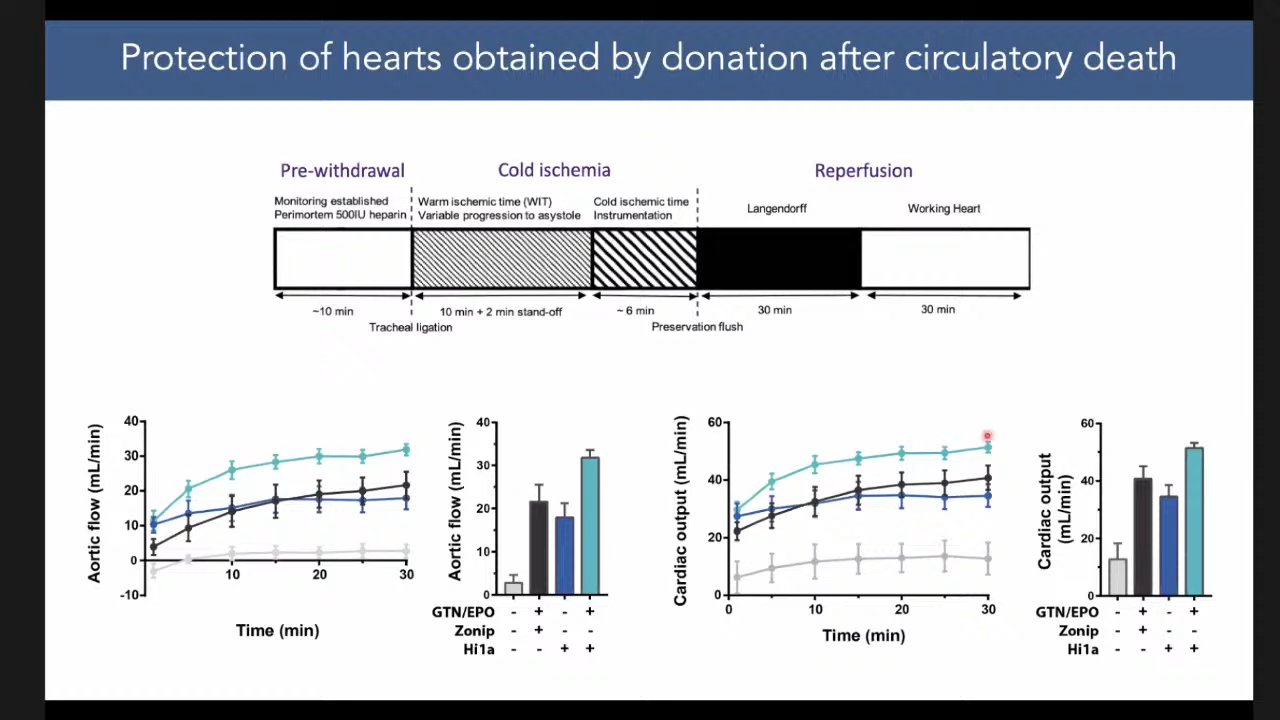 Protection of hearts obtained by donation after circulatory death
Pre-withdrawal
Cold ischemia
Reperfusion
Monitoring established
Perimortem 500IU heparin
Warm ischemic time (WIT)
Variable progression to asystole
Cold ischemic time
Instrumentation
Langendorff
Working Heart
~10 min
10 min + 2 min stand-off
~ 6 min
30 min
30 min
Tracheal ligation
Preservation flush
Aortic flow (mL/min)
40
30
20
10
0
-10
10
20
30
Time (min)
Aortic flow (mL/min)
40
30
20
10
0
GTN/EPO - + - +
Zonip - + - -
Hi1a - - + +
Cardiac output (mL/min)
60
40
20
0
0
10
20
30
Time (min)
Cardiac output
(mL/min)
60
40
20
0
GTN/EPO - + - +
Zonip - + - -
Hi1a - - + +